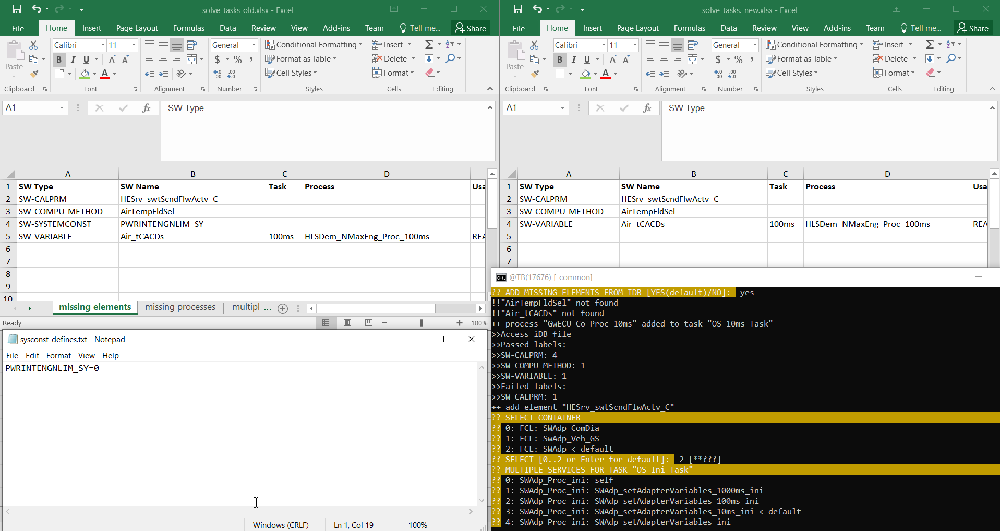 solve_tasks_old.xlsx - Excel
File Home Insert Page Layout Formulas Data Review View Add-ins Team Tell me... Share
Calibri 11 General Conditional Formatting Insert
Paste B I U $ % , Format as Table Delete
Cell Styles Format
Clipboard Font Alignment Number Styles Cells Editing
A1 fx SW Type
A B C D
1 SW Type SW Name Task Process Usa
2 SW-CALPRM HESrv_swtScndFlwActv_C
3 SW-COMPU-METHOD AirTempFldSel
4 SW-SYSTEMCONST PWRINTENGNLIM_SY
5 SW-VARIABLE Air_tCACDs 100ms HLSDem_NMaxEng_Proc_100ms REA
6
7
8
9
10
missing elements missing processes multipl ...
Ready 100%
solve_tasks._new.xlsx - Excel
File Home Insert Page Layout Formulas Data Review View Add-ins Team Tell me... Share
Calibri 11 General Conditional Formatting Insert
Paste B I U $ % , Format as Table Delete
Cell Styles Format
Clipboard Font Alignment Number Styles Cells Editing
A1 fx SW Type
A B C D
1 SW Type SW Name Task Process Usa
2 SW-CALPRM HESrv_swtScndFlwActv_C
3 SW-COMPU-METHOD AirTempFldSel
4 SW-VARIABLE Air_tCACDs 100ms HLSDem_NMaxEng_Proc_100ms REA
5
6
7
sysconst_defines.txt - Notepad
File Edit Format View Help
PWRINTENGNLIM_SY=0
Windows (CRLF) Ln 1, Col 19 100%
@TB(17676) [_common]
?? ADD MISSING ELEMENTS FROM IDB [YES(default)/NO]: yes
!!"AirTempFldSel" not found
!!"Air_tCACDs" not found
++ process "GwECU_Co_Proc_10ms" added to task "OS_10ms_Task"
>>Access iDB file
>>Passed labels:
>>SW-CALPRM: 4
>>SW-COMPU-METHOD: 1
>>SW-VARIABLE: 1
>>Failed labels:
>>SW-CALPRM: 1
++ add element "HESrv_swtScndFlwActv_C"
?? SELECT CONTAINER
?? 0: FCL: SWAdp_ComDia
?? 1: FCL: SwAdp_Veh_GS
?? 2: FCL: SWAdp < default
?? SELECT [0..2 or Enter for default]: 2 [**???]
?? MULTIPLE SERVICES FOR TASK "OS_Ini_Task"
?? 0: SWAdp_Proc_ini: self
?? 1: SWAdp_Proc_ini: SWAdp_setAdapterVariables_1000ms_ini
?? 2: SWAdp_Proc_ini: SWAdp_setAdapterVariables_100ms_ini
?? 3: SWAdp_Proc_ini: SWAdp_setAdapterVariables_10ms_ini < default
?? 4: SWAdp_Proc_ini: SWAdp_setAdapterVariables_ini